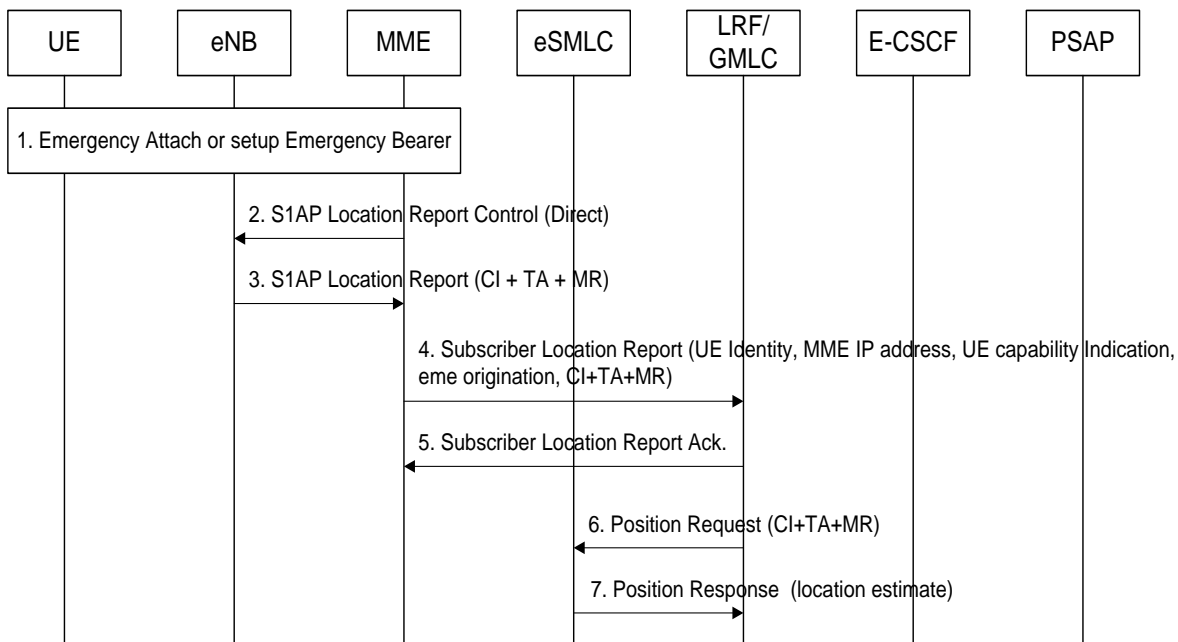 UE
eNB
MME
eSMLC
LRF/
GMLC
E-CSCF
PSAP
1. Emergency Attach or setup Emergency Bearer
2. S1AP Location Report Control (Direct)
3. S1AP Location Report (CI + TA + MR)
4. Subscriber Location Report (UE Identity, MME IP address, UE capability Indication,
eme origination, CI+TA+MR)
5. Subscriber Location Report Ack.
6. Position Request (CI+TA+MR)
7. Position Response (location estimate)